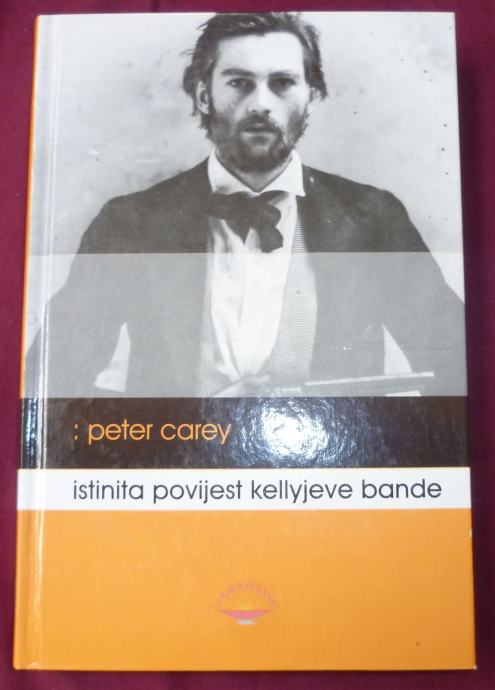 : peter carey
istinita povijest kellyjeve bande